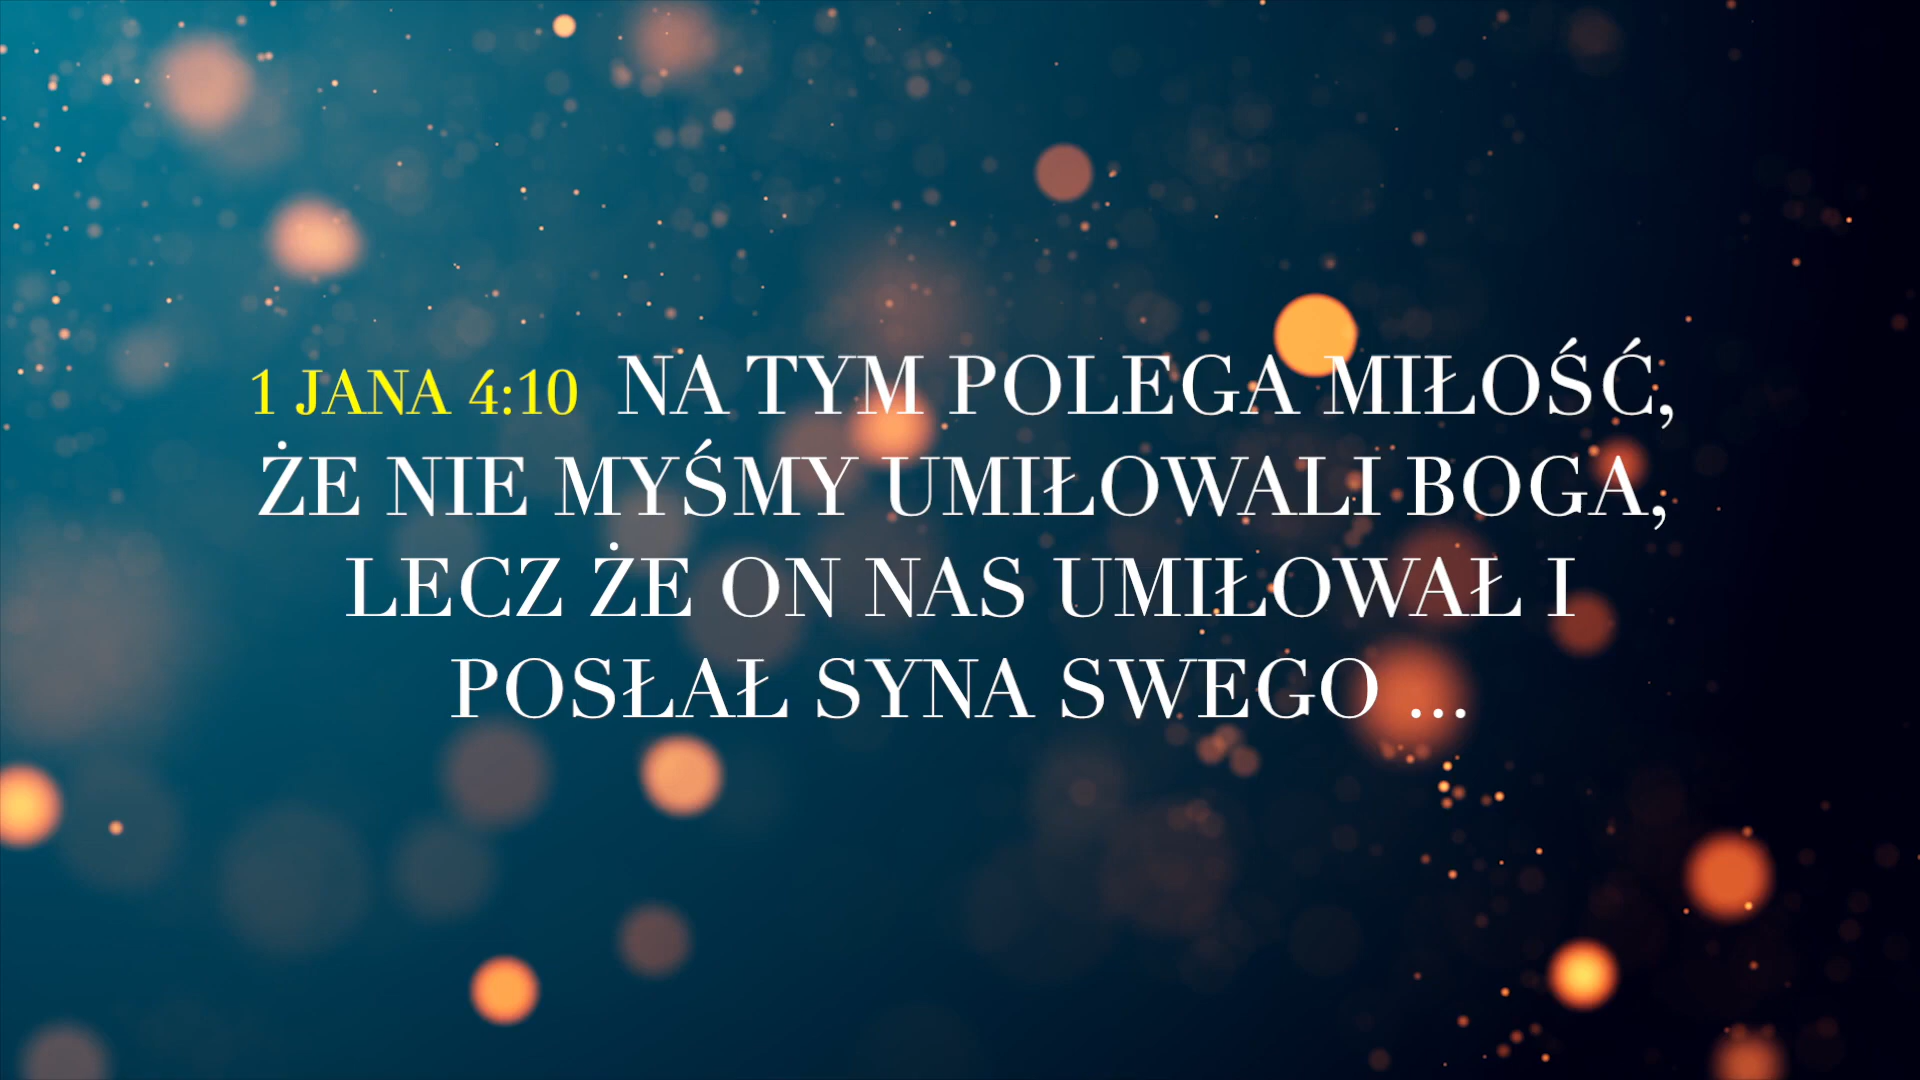 1 JANA 4:10 NA TYM POLEGA MIŁOŚĆ,
ŻE NIE MYŚMY UMIŁOWALI BOGA,
LECZ ŻE ON NAS UMIŁOWAŁ I
POSŁAŁ SYNA SWEGO ...